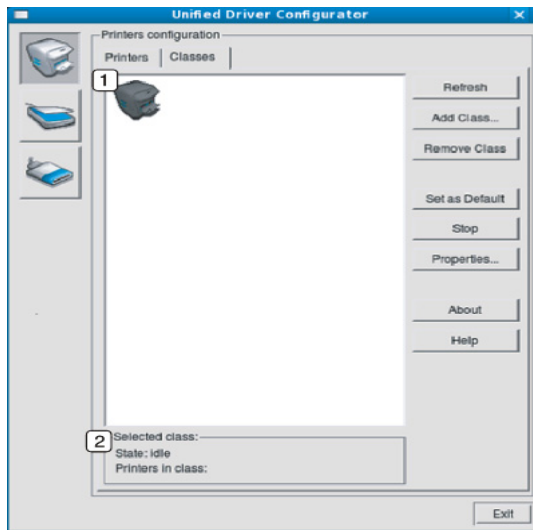 Unified Driver Configurator
Printers configuration
Printers
Classes
1
Refresh
Add Class...
Remove Class
Set as Default
Stop
Properties...
About
Help
2
Selected class:
State: idle
Printers in class:
Exit